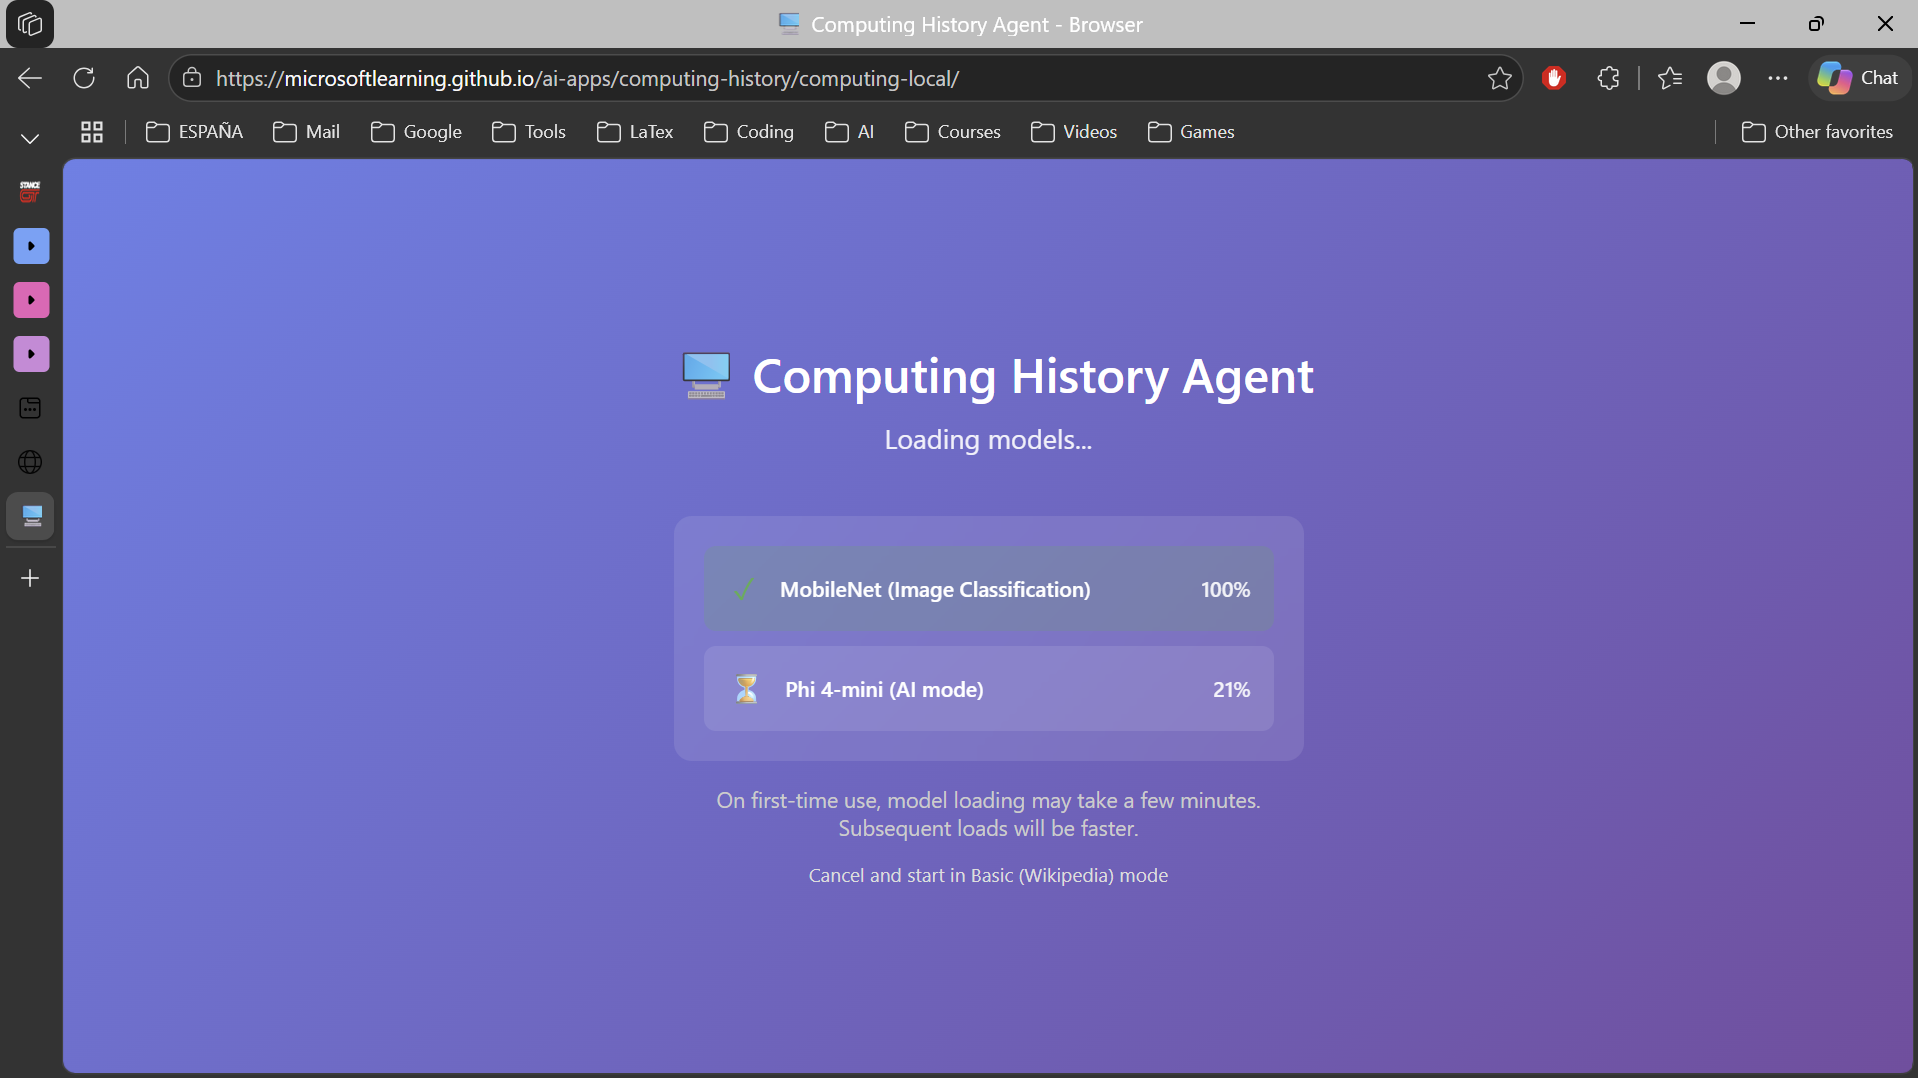 Computing History Agent - Browser
https://microsoftlearning.github.io/ai-apps/computing-history/computing-local/
Chat
ESPAÑA
Mail
Google
Tools
LaTex
Coding
AI
Courses
Videos
Games
Other favorites
STANCE
Computing History Agent
Loading models...
MobileNet (Image Classification)
100%
Phi 4-mini (AI mode)
21%
On first-time use, model loading may take a few minutes.
Subsequent loads will be faster.
Cancel and start in Basic (Wikipedia) mode